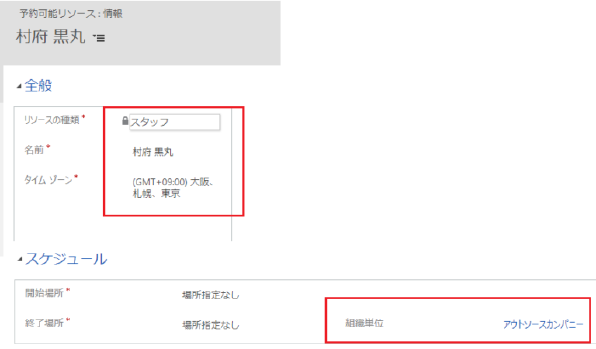 予約可能リソース : 情報
村府 黒丸
全般
リソースの種類 *
スタッフ
名前 *
村府 黒丸
タイム ゾーン *
(GMT+09:00) 大阪、
札幌、東京
スケジュール
開始場所 *
場所指定なし
終了場所 *
場所指定なし
組織単位
アウトソースカンパニー